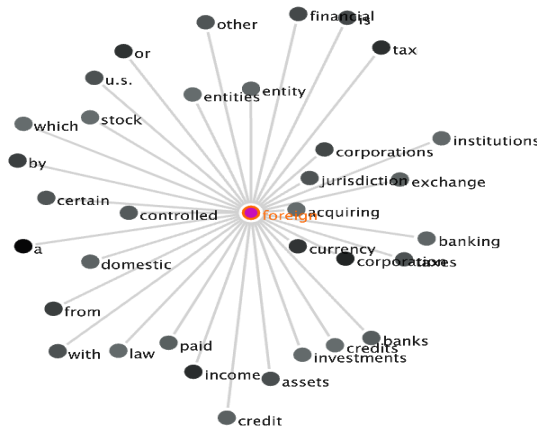 financial
is
other
or
tax
u.s.
entities
entity
which
stock
institutions
corporations
by
jurisdiction
exchange
certain
controlled
foreign
acquiring
a
currency
banking
domestic
corporation
taxes
from
with
law
paid
banks
credits
investments
income
assets
credit